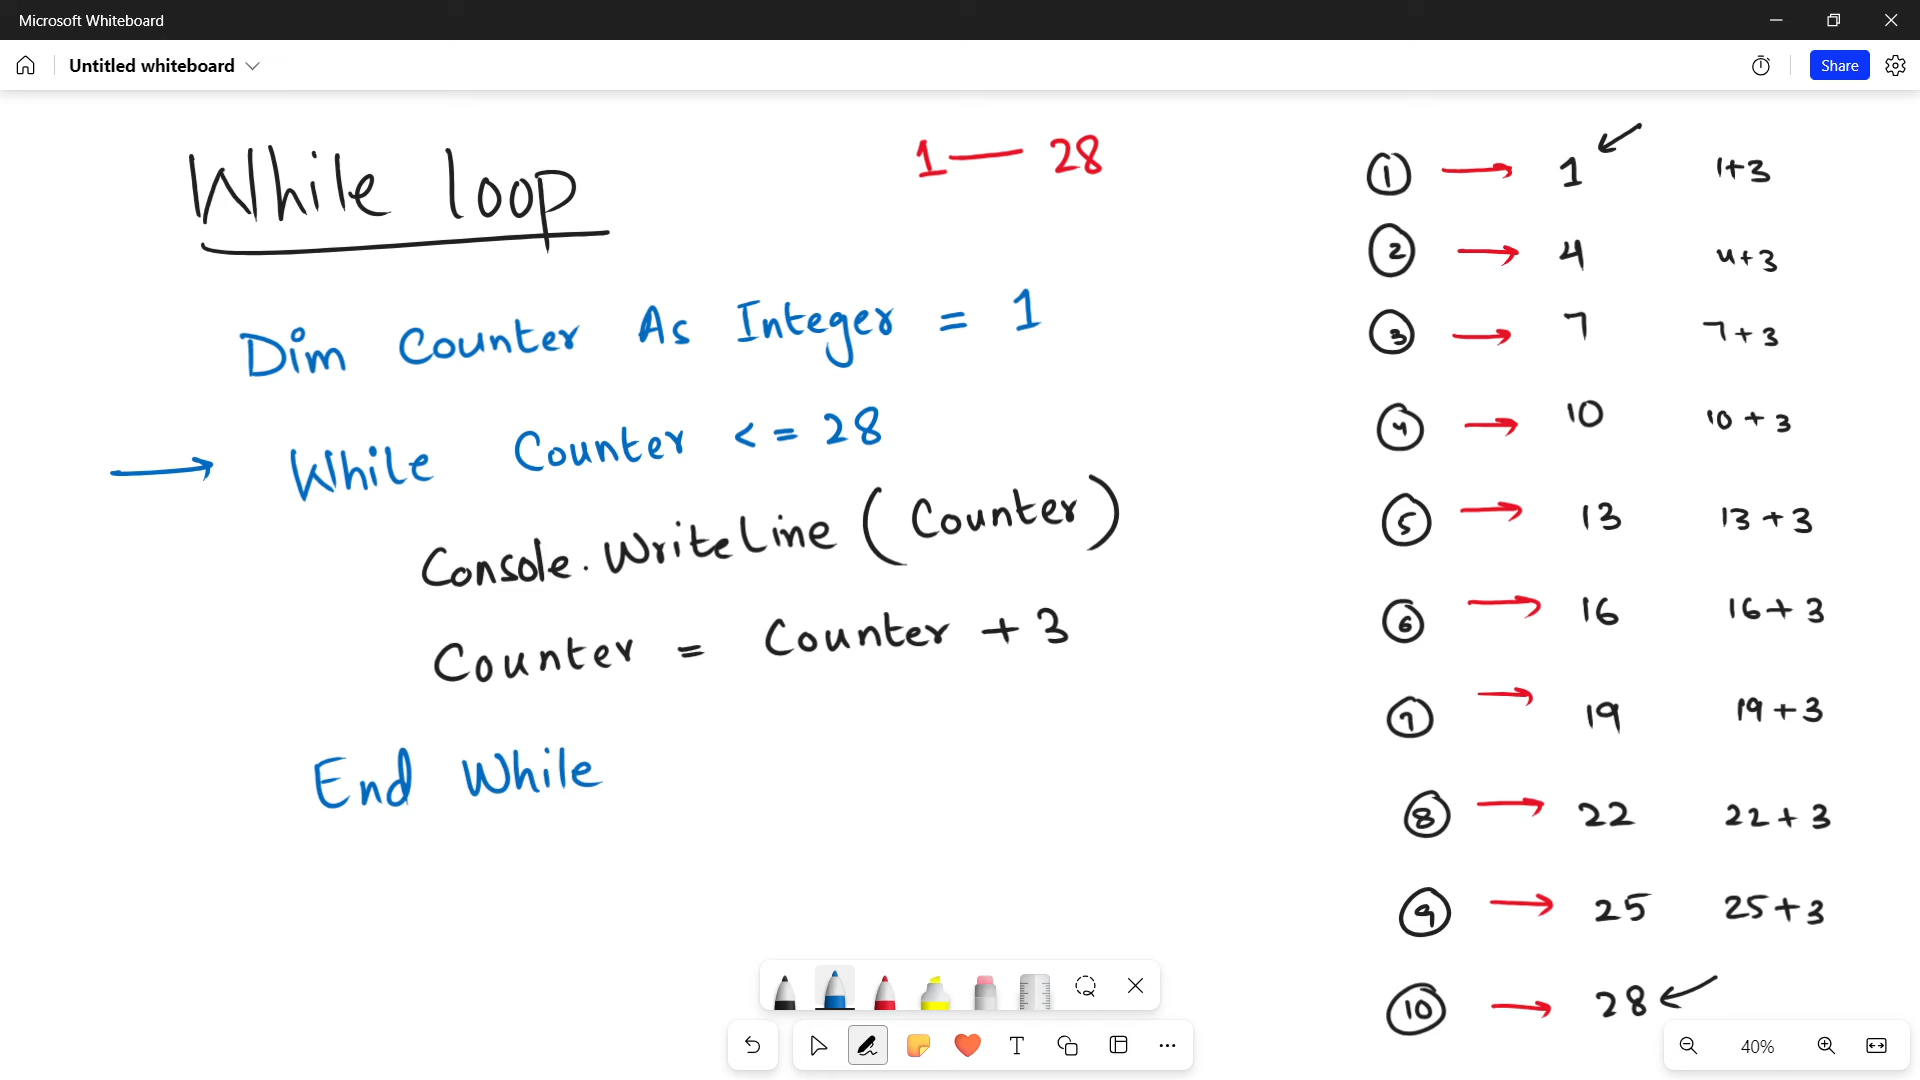 Microsoft Whiteboard
Untitled whiteboard
Share
While loop
1 — 28
Dim Counter As Integer = 1
→ While Counter <= 28
Console.WriteLine (Counter)
Counter = Counter + 3
End While
① → 1 1+3
② → 4 4+3
③ → 7 7+3
④ → 10 10+3
⑤ → 13 13+3
⑥ → 16 16+3
⑦ → 19 19+3
⑧ → 22 22+3
⑨ → 25 25+3
⑩ → 28
40%